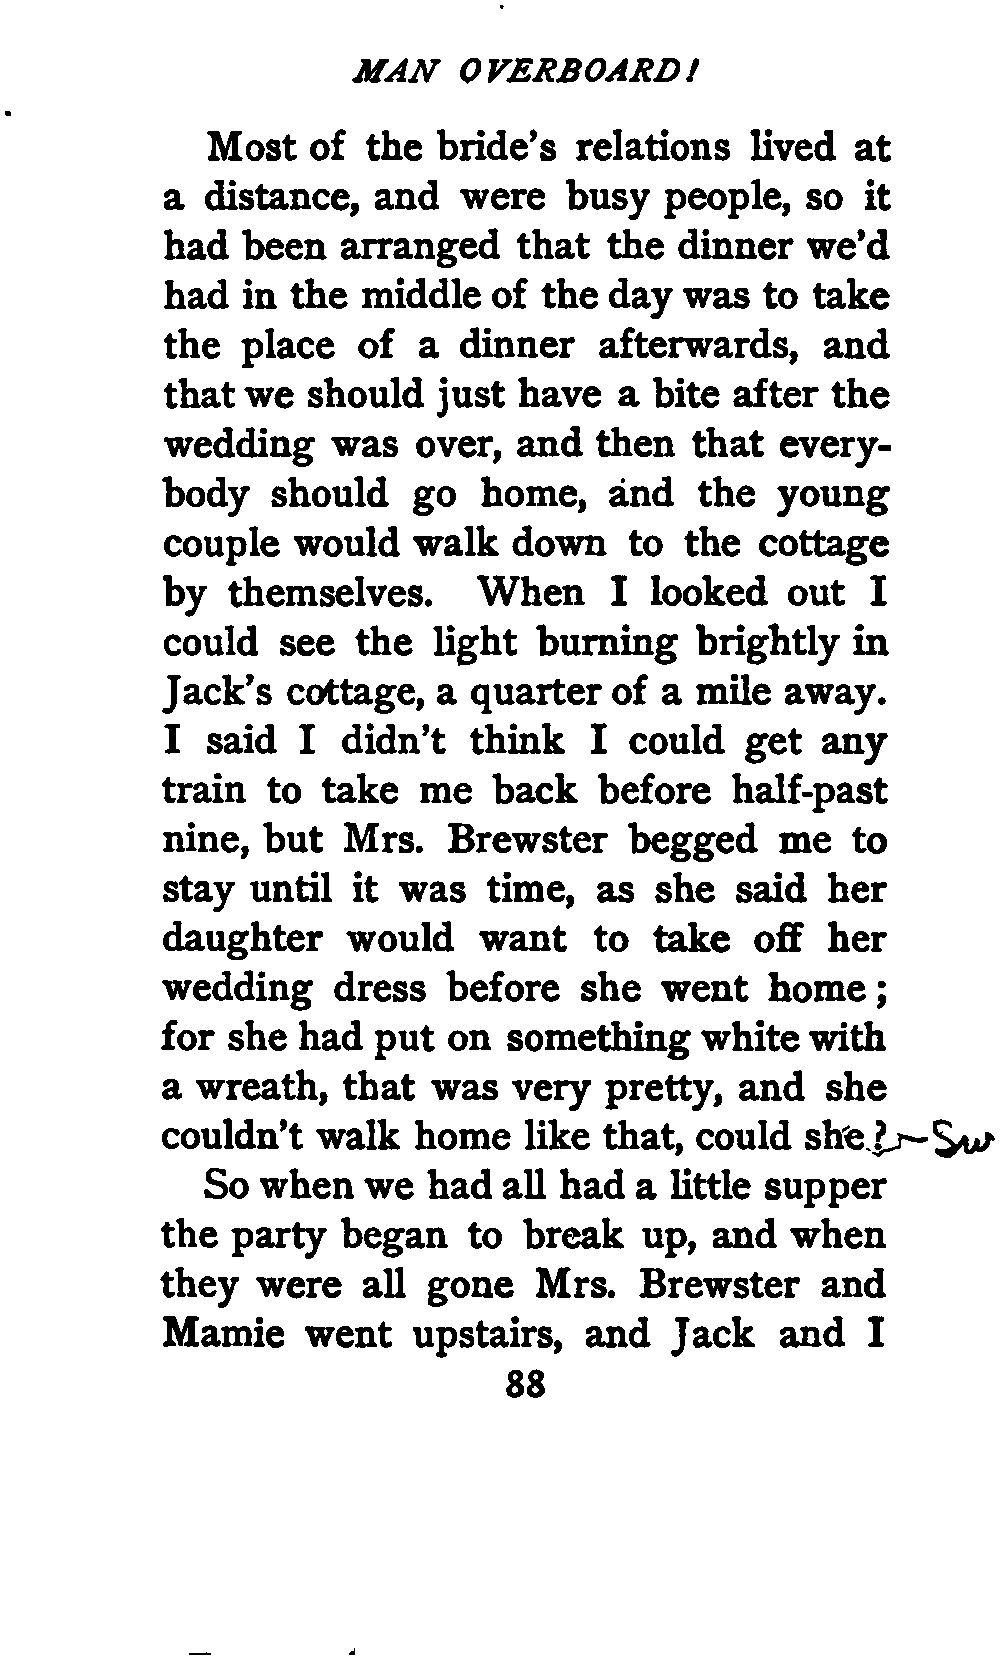 MAN OVERBOARD!
Most of the bride's relations lived at
a distance, and were busy people, so it
had been arranged that the dinner we'd
had in the middle of the day was to take
the place of a dinner afterwards, and
that we should just have a bite after the
wedding was over, and then that every-
body should go home, and the young
couple would walk down to the cottage
by themselves. When I looked out I
could see the light burning brightly in
Jack's cottage, a quarter of a mile away.
I said I didn't think I could get any
train to take me back before half-past
nine, but Mrs. Brewster begged me to
stay until it was time, as she said her
daughter would want to take off her
wedding dress before she went home;
for she had put on something white with
a wreath, that was very pretty, and she
couldn't walk home like that, could she?
So when we had all had a little supper
the party began to break up, and when
they were all gone Mrs. Brewster and
Mamie went upstairs, and Jack and I
88